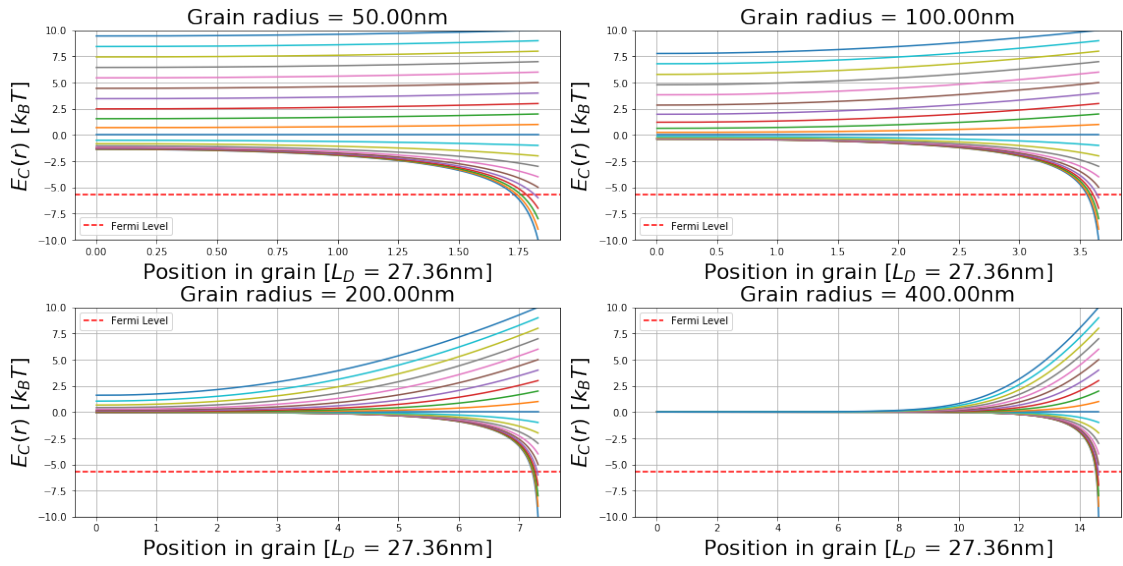 Grain radius = 50.00nm
10.0
7.5
5.0
2.5
0.0
−2.5
−5.0
−7.5
−10.0
E_C(r) [k_BT]
Fermi Level
0.00 0.25 0.50 0.75 1.00 1.25 1.50 1.75
Position in grain [L_D = 27.36nm]
Grain radius = 100.00nm
10.0
7.5
5.0
2.5
0.0
−2.5
−5.0
−7.5
−10.0
E_C(r) [k_BT]
Fermi Level
0.0 0.5 1.0 1.5 2.0 2.5 3.0 3.5
Position in grain [L_D = 27.36nm]
Grain radius = 200.00nm
10.0
7.5
5.0
2.5
0.0
−2.5
−5.0
−7.5
−10.0
E_C(r) [k_BT]
Fermi Level
0 1 2 3 4 5 6 7
Position in grain [L_D = 27.36nm]
Grain radius = 400.00nm
10.0
7.5
5.0
2.5
0.0
−2.5
−5.0
−7.5
−10.0
E_C(r) [k_BT]
Fermi Level
0 2 4 6 8 10 12 14
Position in grain [L_D = 27.36nm]